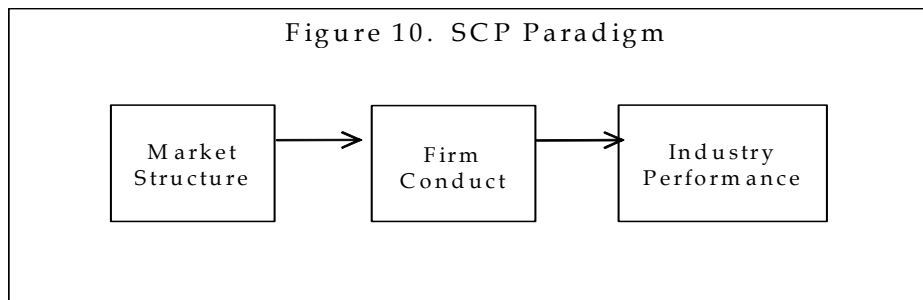 Figure 10. SCP Paradigm
Market
Structure
Firm
Conduct
Industry
Performance